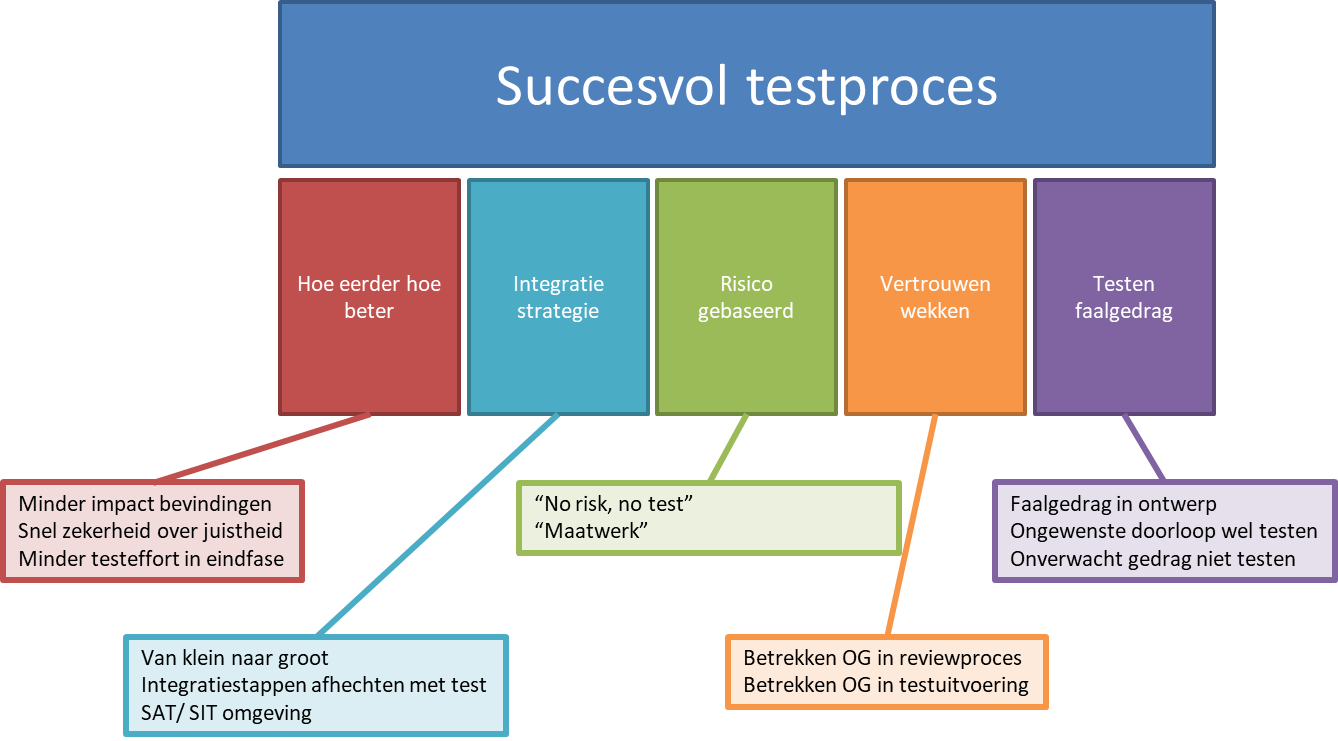 Succesvol testproces
Hoe eerder hoe
beter
Integratie
strategie
Risico
gebaseerd
Vertrouwen
wekken
Testen
faalgedrag
Minder impact bevindingen
Snel zekerheid over juistheid
Minder testeffort in eindfase
“No risk, no test”
“Maatwerk”
Faalgedrag in ontwerp
Ongewenste doorloop wel testen
Onverwacht gedrag niet testen
Van klein naar groot
Integratiestappen afhechten met test
SAT/ SIT omgeving
Betrekken OG in reviewproces
Betrekken OG in testuitvoering